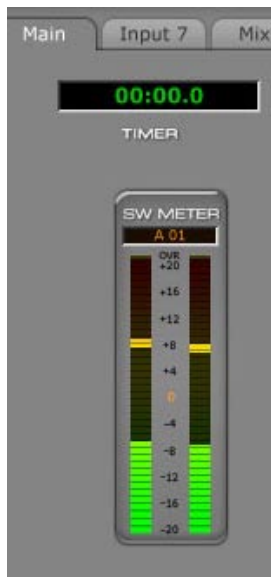 Main Input 7 Mix
00:00.0
TIMER
SW METER
A 01
OVR
+20
+16
+12
+8
+4
0
-4
-8
-12
-16
-20